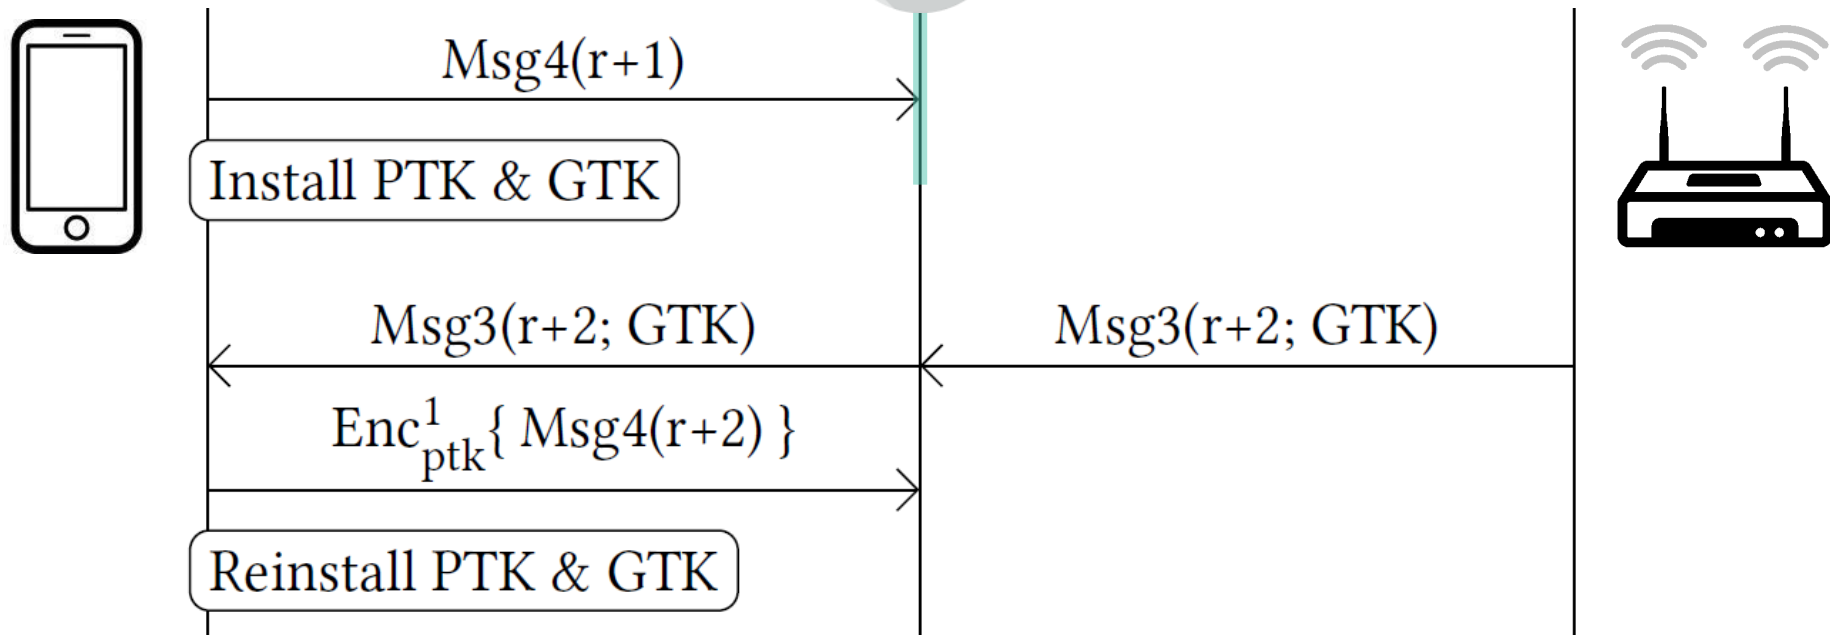 Msg4(r+1)
Install PTK & GTK
Msg3(r+2; GTK)
Msg3(r+2; GTK)
Enc¹ptk{ Msg4(r+2) }
Reinstall PTK & GTK